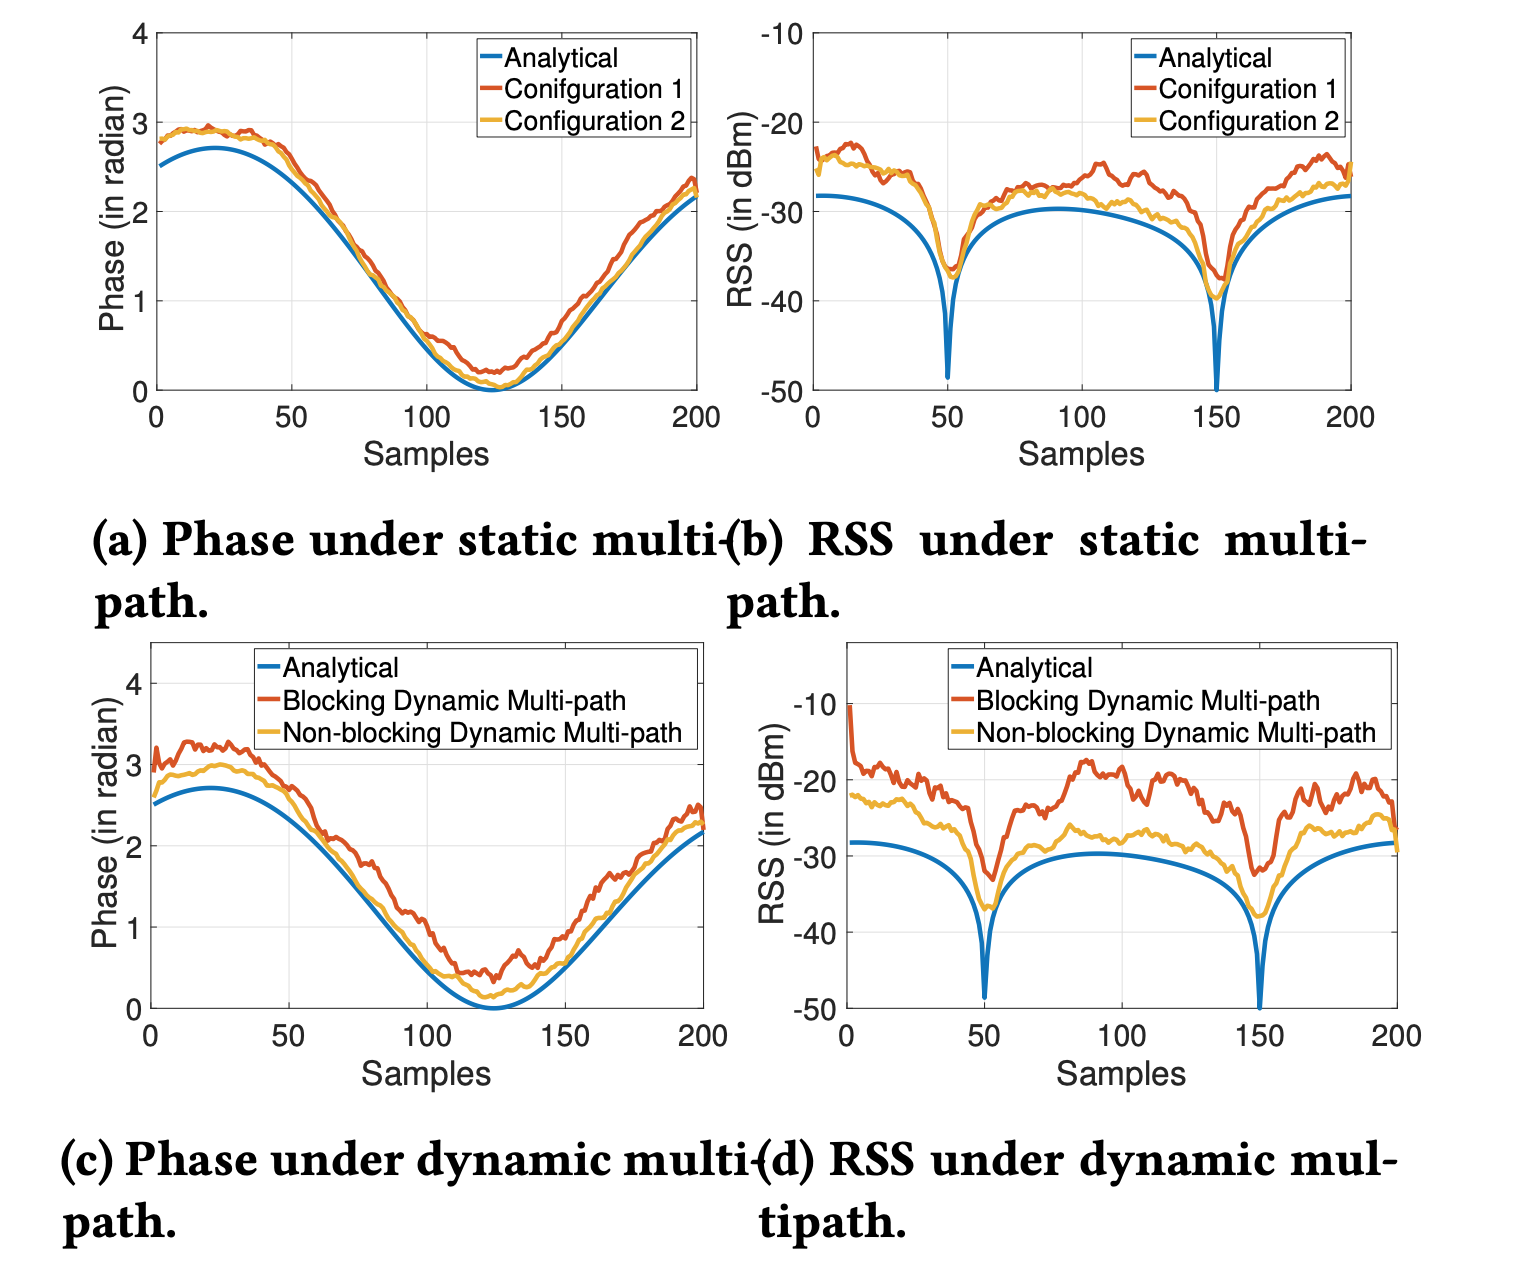 4
3
2
1
0
Phase (in radian)
Analytical
Conifguration 1
Configuration 2
0 50 100 150 200
Samples
-10
-20
-30
-40
-50
RSS (in dBm)
Analytical
Conifguration 1
Configuration 2
0 50 100 150 200
Samples
(a) Phase under static multi-
path.
(b) RSS under static multi-
path.
4
3
2
1
0
Phase (in radian)
Analytical
Blocking Dynamic Multi-path
Non-blocking Dynamic Multi-path
0 50 100 150 200
Samples
-10
-20
-30
-40
-50
RSS (in dBm)
Analytical
Blocking Dynamic Multi-path
Non-blocking Dynamic Multi-path
0 50 100 150 200
Samples
(c) Phase under dynamic multi-
path.
(d) RSS under dynamic mul-
tipath.